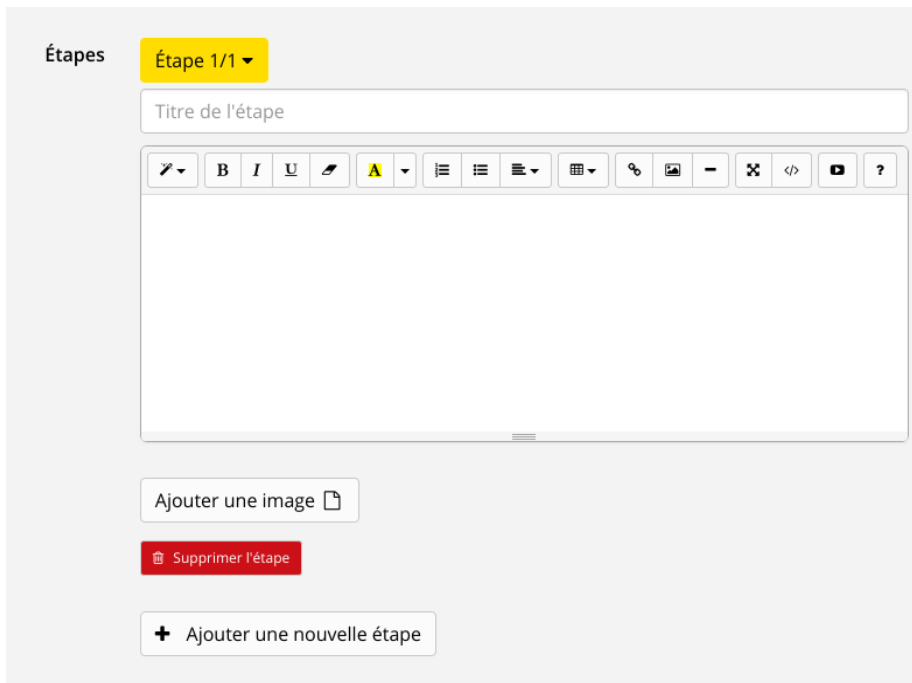 Étapes
Étape 1/1
Titre de l'étape
B I U A </> ?
Ajouter une image
Supprimer l'étape
Ajouter une nouvelle étape